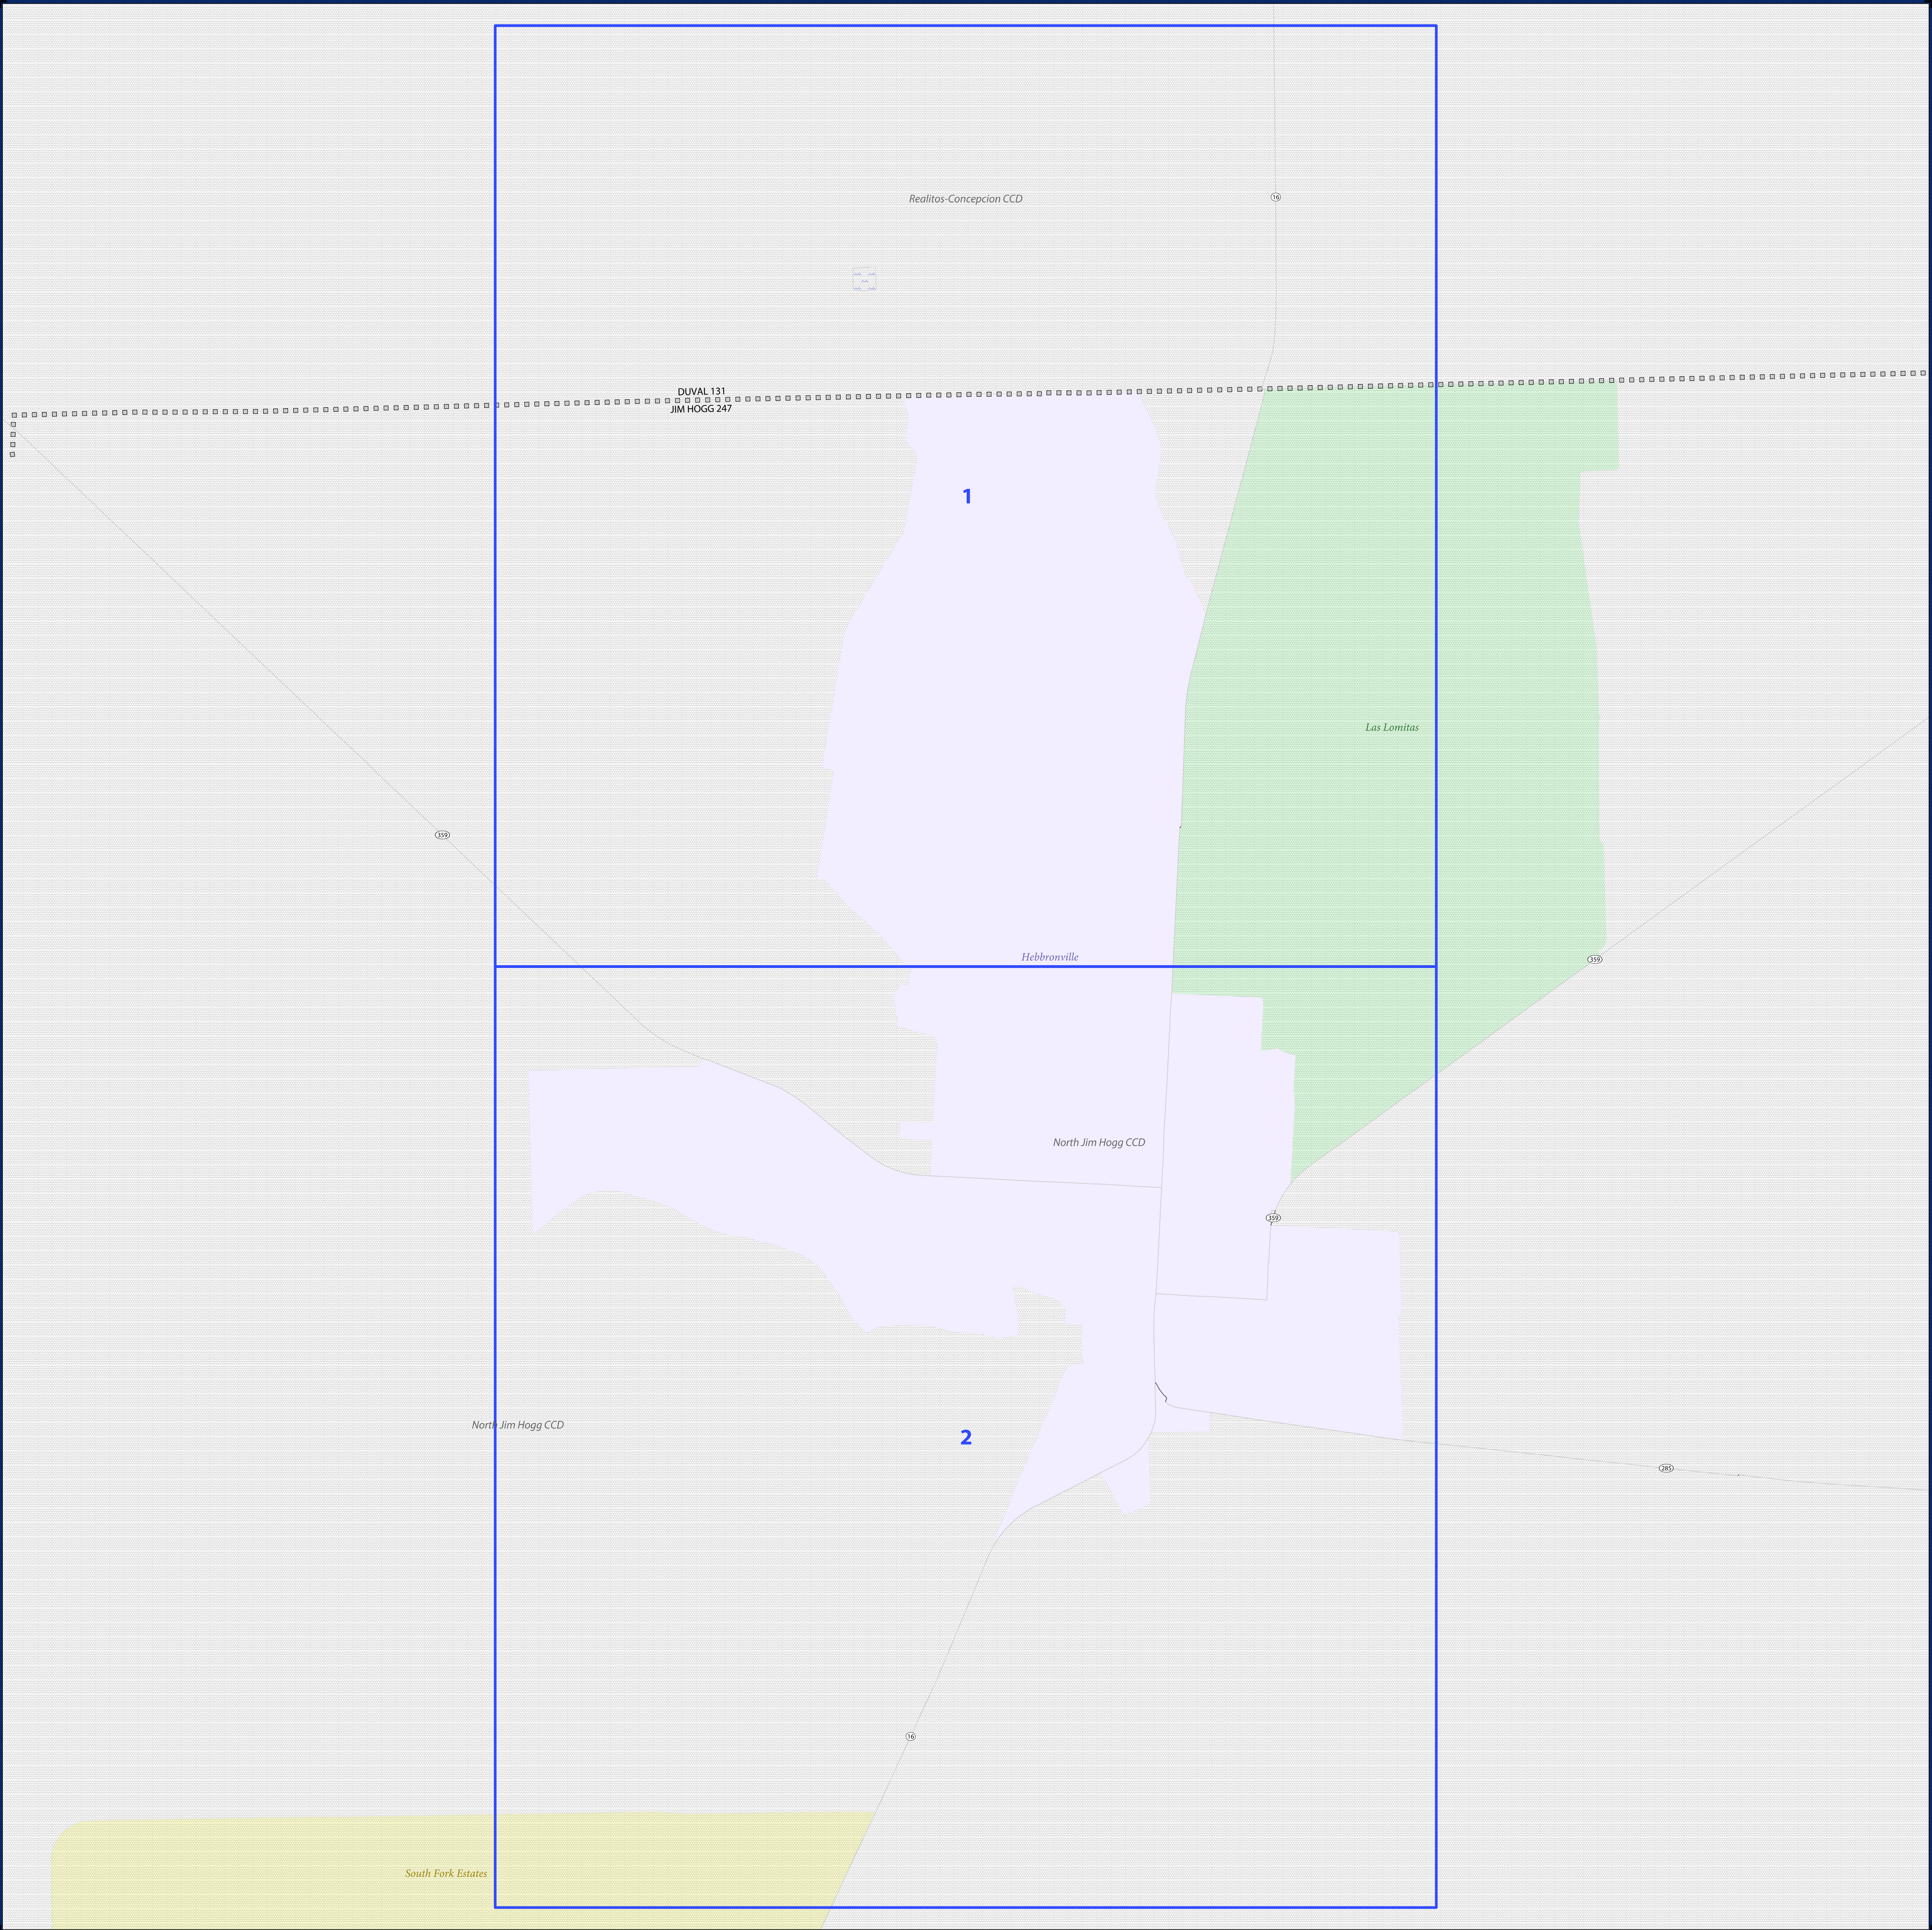 Realitos-Concepcion CCD
16
DUVAL 131
JIM HOGG 247
1
Las Lomitas
359
Hebbronville
359
North Jim Hogg CCD
359
North Jim Hogg CCD
2
285
16
South Fork Estates